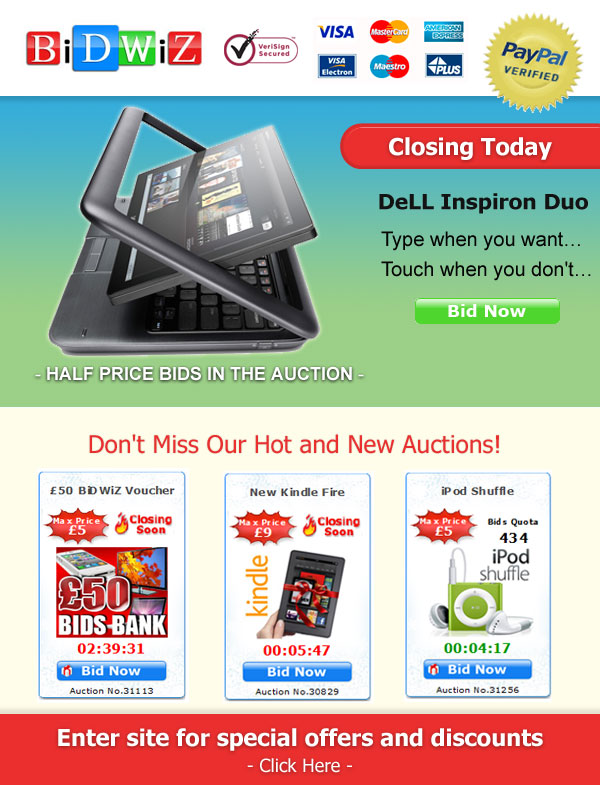 BiDWiZ
VeriSign
Secured
VISA
MasterCard
AMERICAN
EXPRESS
VISA
Electron
Maestro
PLUS
PayPal
VERIFIED
Closing Today
DeLL Inspiron Duo
Type when you want...
Touch when you don't...
Bid Now
- HALF PRICE BIDS IN THE AUCTION -
Don't Miss Our Hot and New Auctions!
£50 BiDWiZ Voucher
Max Price
£5
Closing
Soon
£50
BIDS BANK
02:39:31
Bid Now
Auction No.31113
New Kindle Fire
Max Price
£9
Closing
Soon
kindle
00:05:47
Bid Now
Auction No.30829
iPod Shuffle
Max Price
£5
Bids Quota
434
iPod
shuffle
00:04:17
Bid Now
Auction No.31256
Enter site for special offers and discounts
- Click Here -